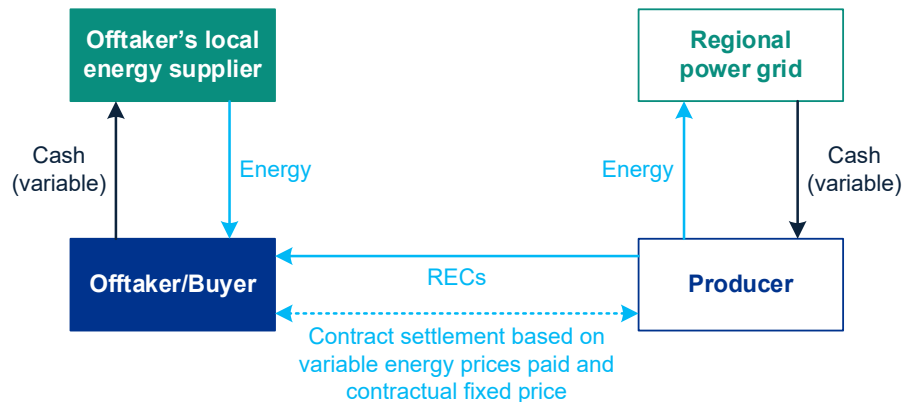 Offtaker’s local
energy supplier
Regional
power grid
Cash
(variable)
Energy
Energy
Cash
(variable)
Offtaker/Buyer
RECs
Producer
Contract settlement based on
variable energy prices paid and
contractual fixed price